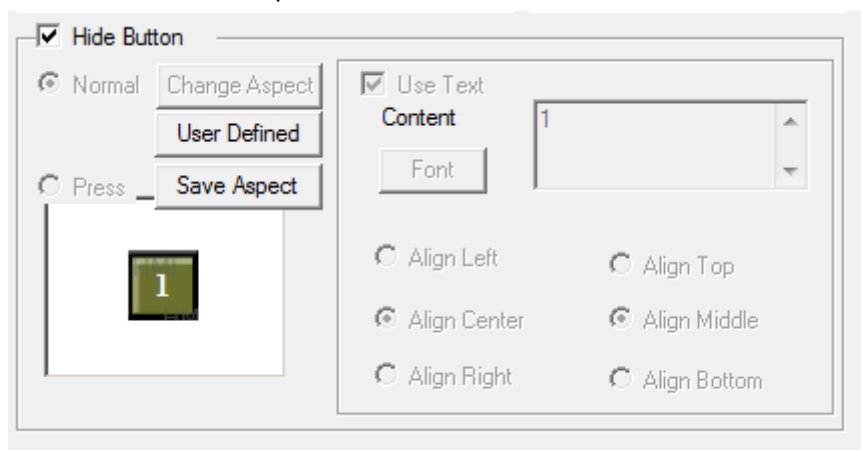 Hide Button
Normal Change Aspect
User Defined
Press Save Aspect
1
Use Text
Content 1
Font
Align Left Align Top
Align Center Align Middle
Align Right Align Bottom